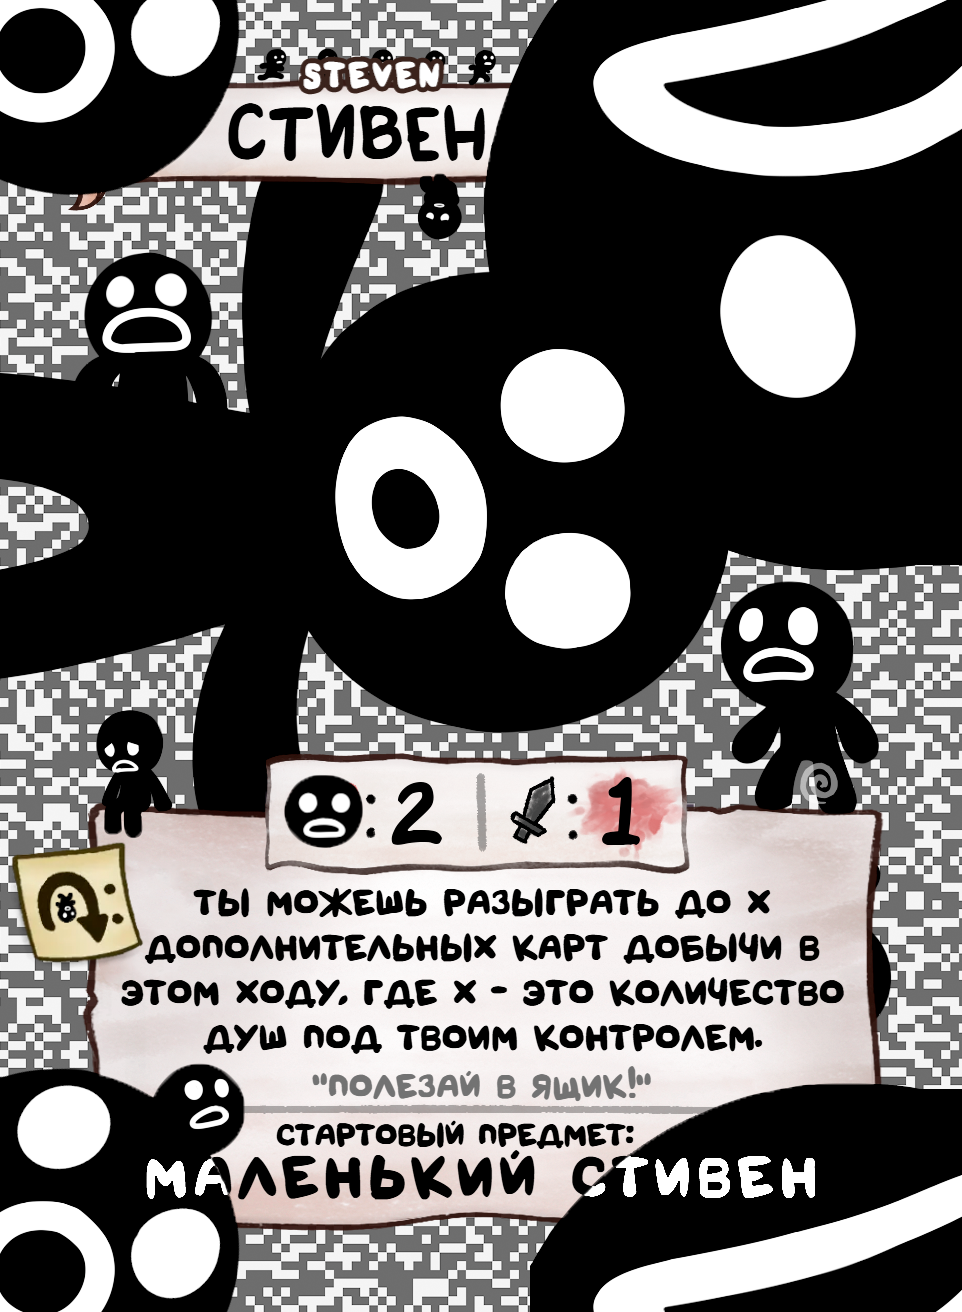 STEVEN
СТИВЕН
: 2 : 1
:
ТЫ МОЖЕШЬ РАЗЫГРАТЬ ДО X
ДОПОЛНИТЕЛЬНЫХ КАРТ ДОБЫЧИ В
ЭТОМ ХОДУ, ГДЕ X - ЭТО КОЛИЧЕСТВО
ДУШ ПОД ТВОИМ КОНТРОЛЕМ.
"ПОЛЕЗАЙ В ЯЩИК!"
СТАРТОВЫЙ ПРЕДМЕТ:
МАЛЕНЬКИЙ СТИВЕН